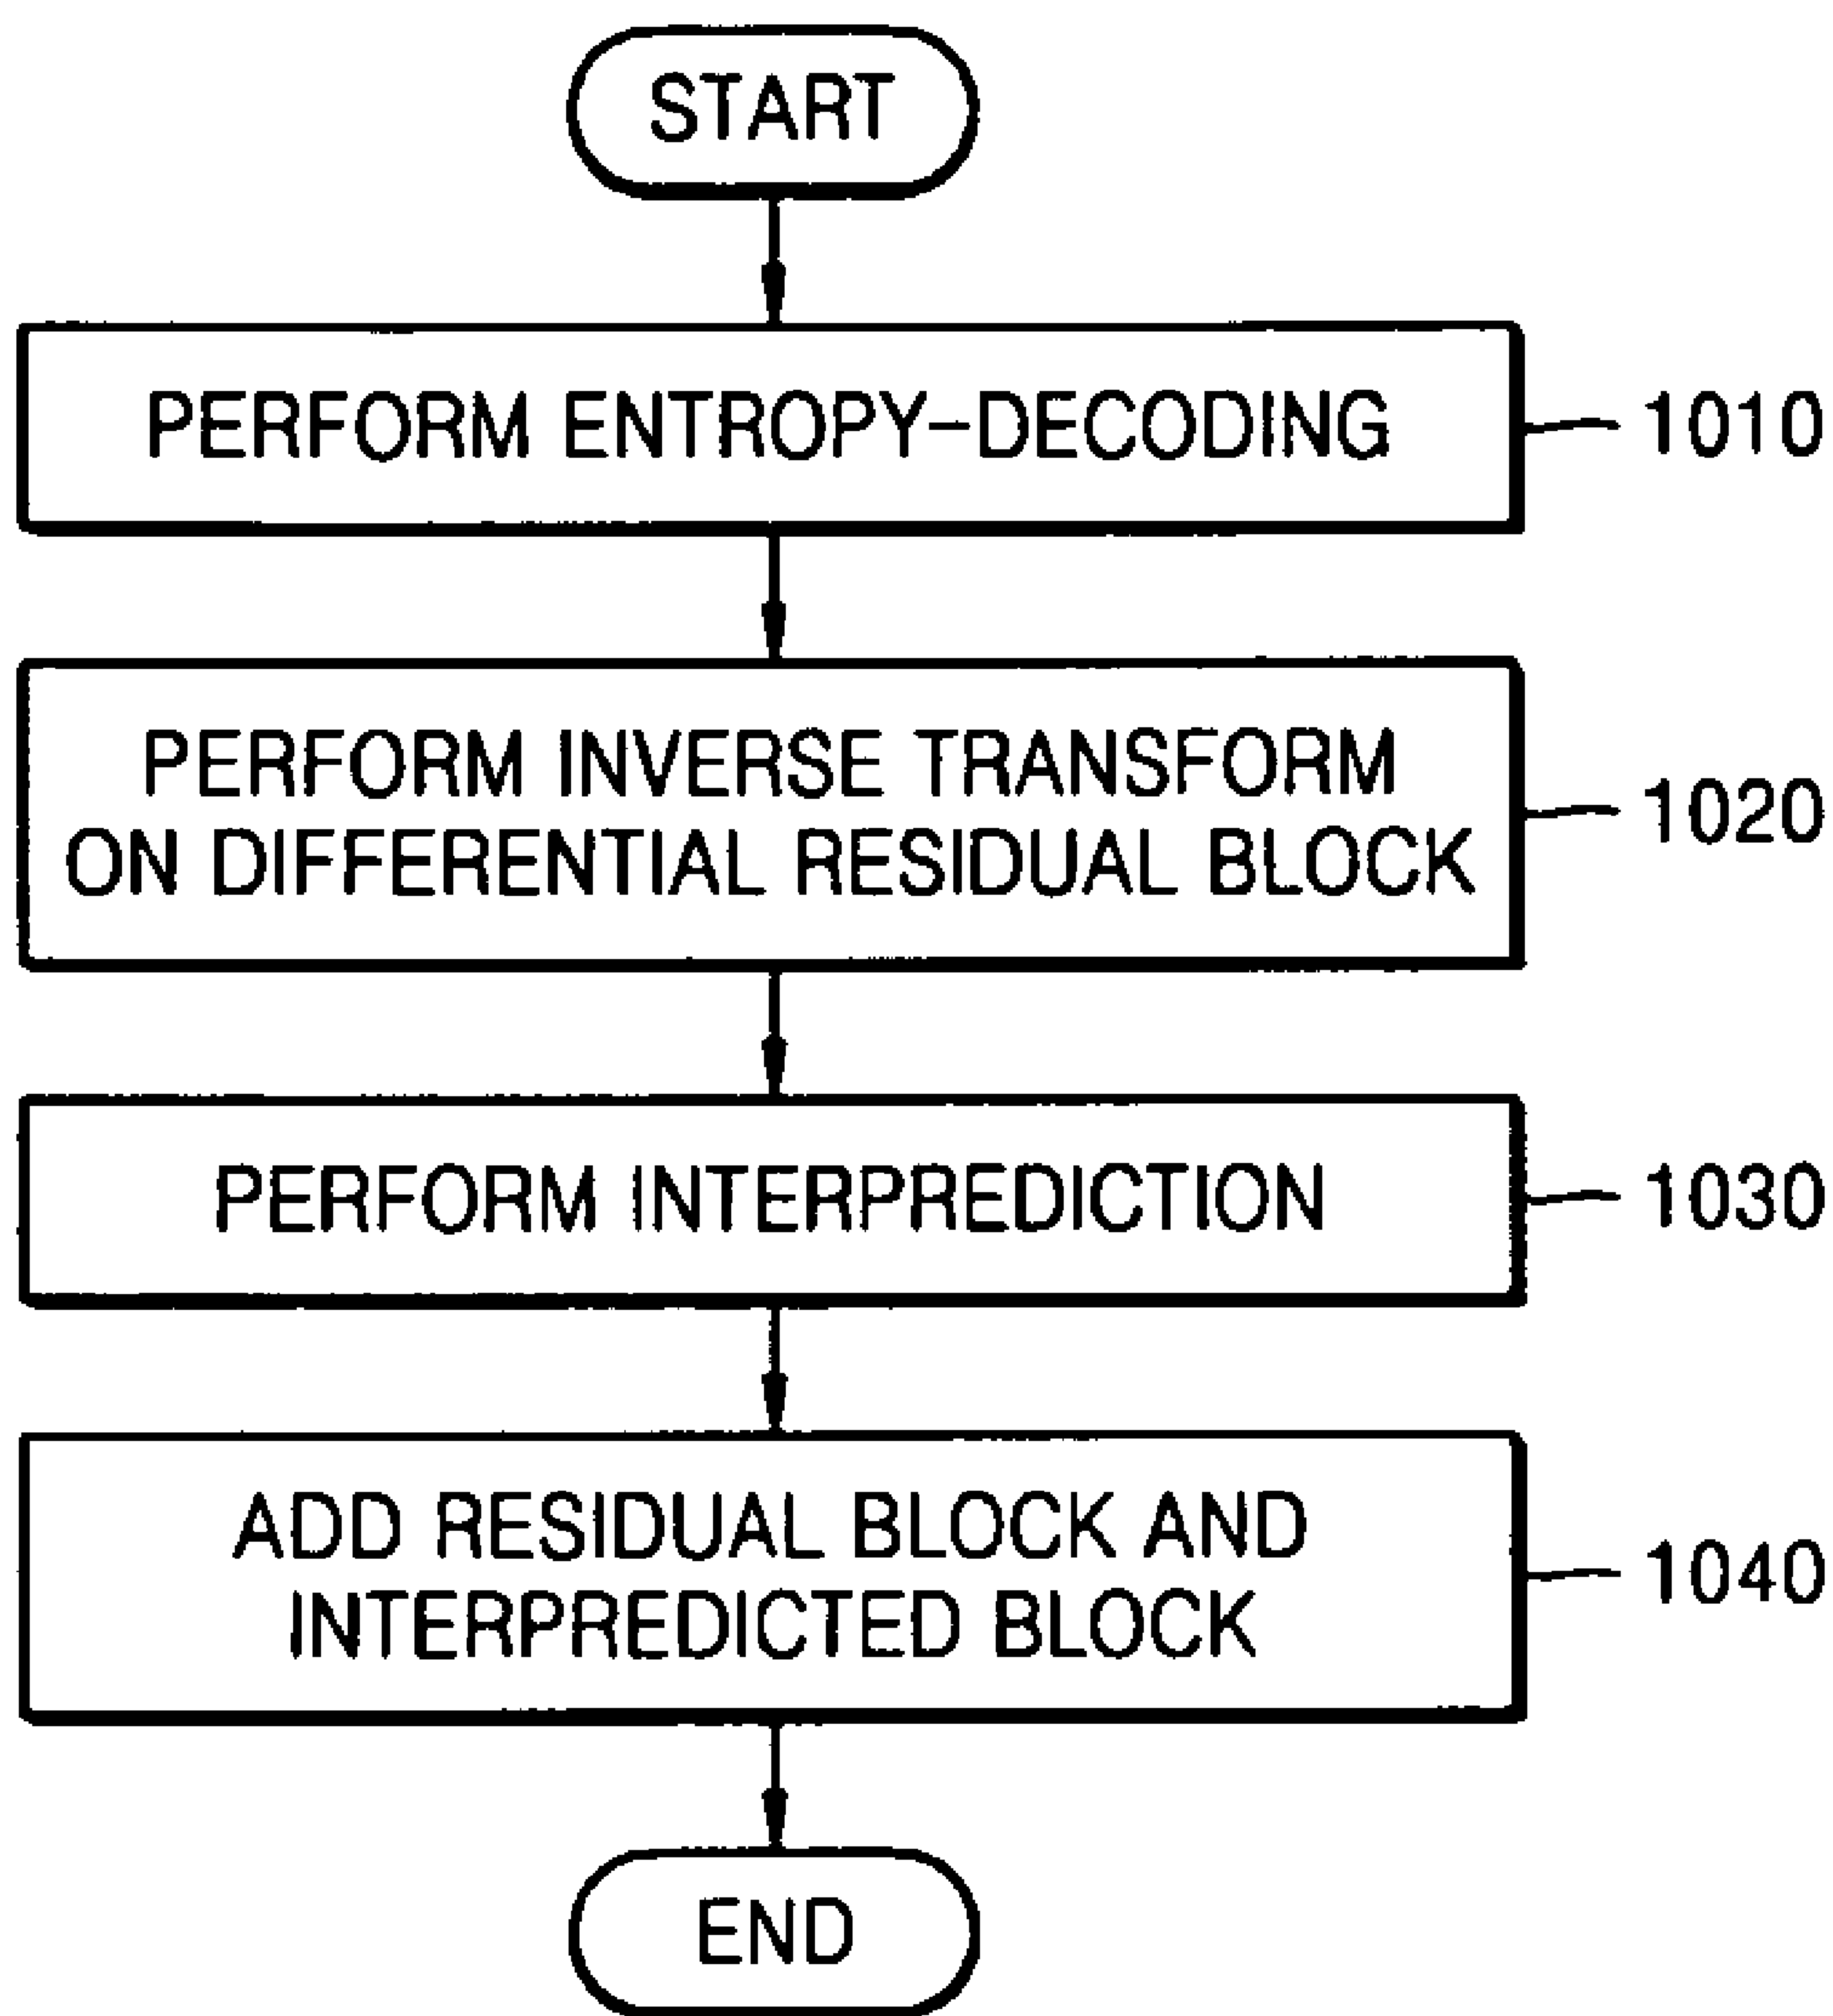 START
PERFORM ENTROPY-DECODING
1010
PERFORM INVERSE TRANSFORM
ON DIFFERENTIAL RESIDUAL BLOCK
1020
PERFORM INTERPREDICTION
1030
ADD RESIDUAL BLOCK AND
INTERPREDICTED BLOCK
1040
END